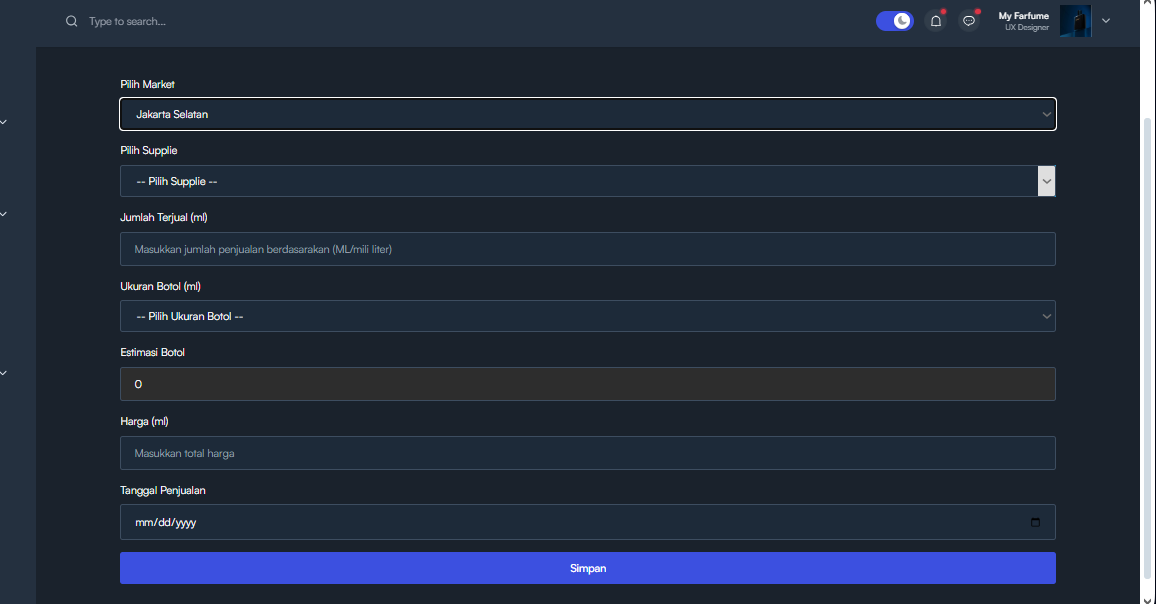 Type to search...
My Farfume
UX Designer
Pilih Market
Jakarta Selatan
Pilih Supplie
-- Pilih Supplie --
Jumlah Terjual (ml)
Masukkan jumlah penjualan berdasarakan (ML/mili liter)
Ukuran Botol (ml)
-- Pilih Ukuran Botol --
Estimasi Botol
0
Harga (ml)
Masukkan total harga
Tanggal Penjualan
mm/dd/yyyy
Simpan